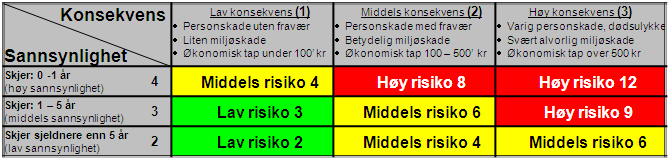 Konsekvens
Sannsynlighet
Lav konsekvens (1)
• Personskade uten fravær
• Liten miljøskade
• Økonomisk tap under 100' kr
Middels konsekvens (2)
• Personskade med fravær
• Betydelig miljøskade
• Økonomisk tap 100 – 500' kr
Høy konsekvens (3)
• Varig personskade, dødsulykke
• Svært alvorlig miljøskade
• Økonomisk tap over 500 kr
Skjer: 0 -1 år
(høy sannsynlighet) 4
Middels risiko 4
Høy risiko 8
Høy risiko 12
Skjer: 1 – 5 år
(middels sannsynlighet) 3
Lav risiko 3
Middels risiko 6
Høy risiko 9
Skjer sjeldnere enn 5 år
(lav sannsynlighet) 2
Lav risiko 2
Middels risiko 4
Middels risiko 6